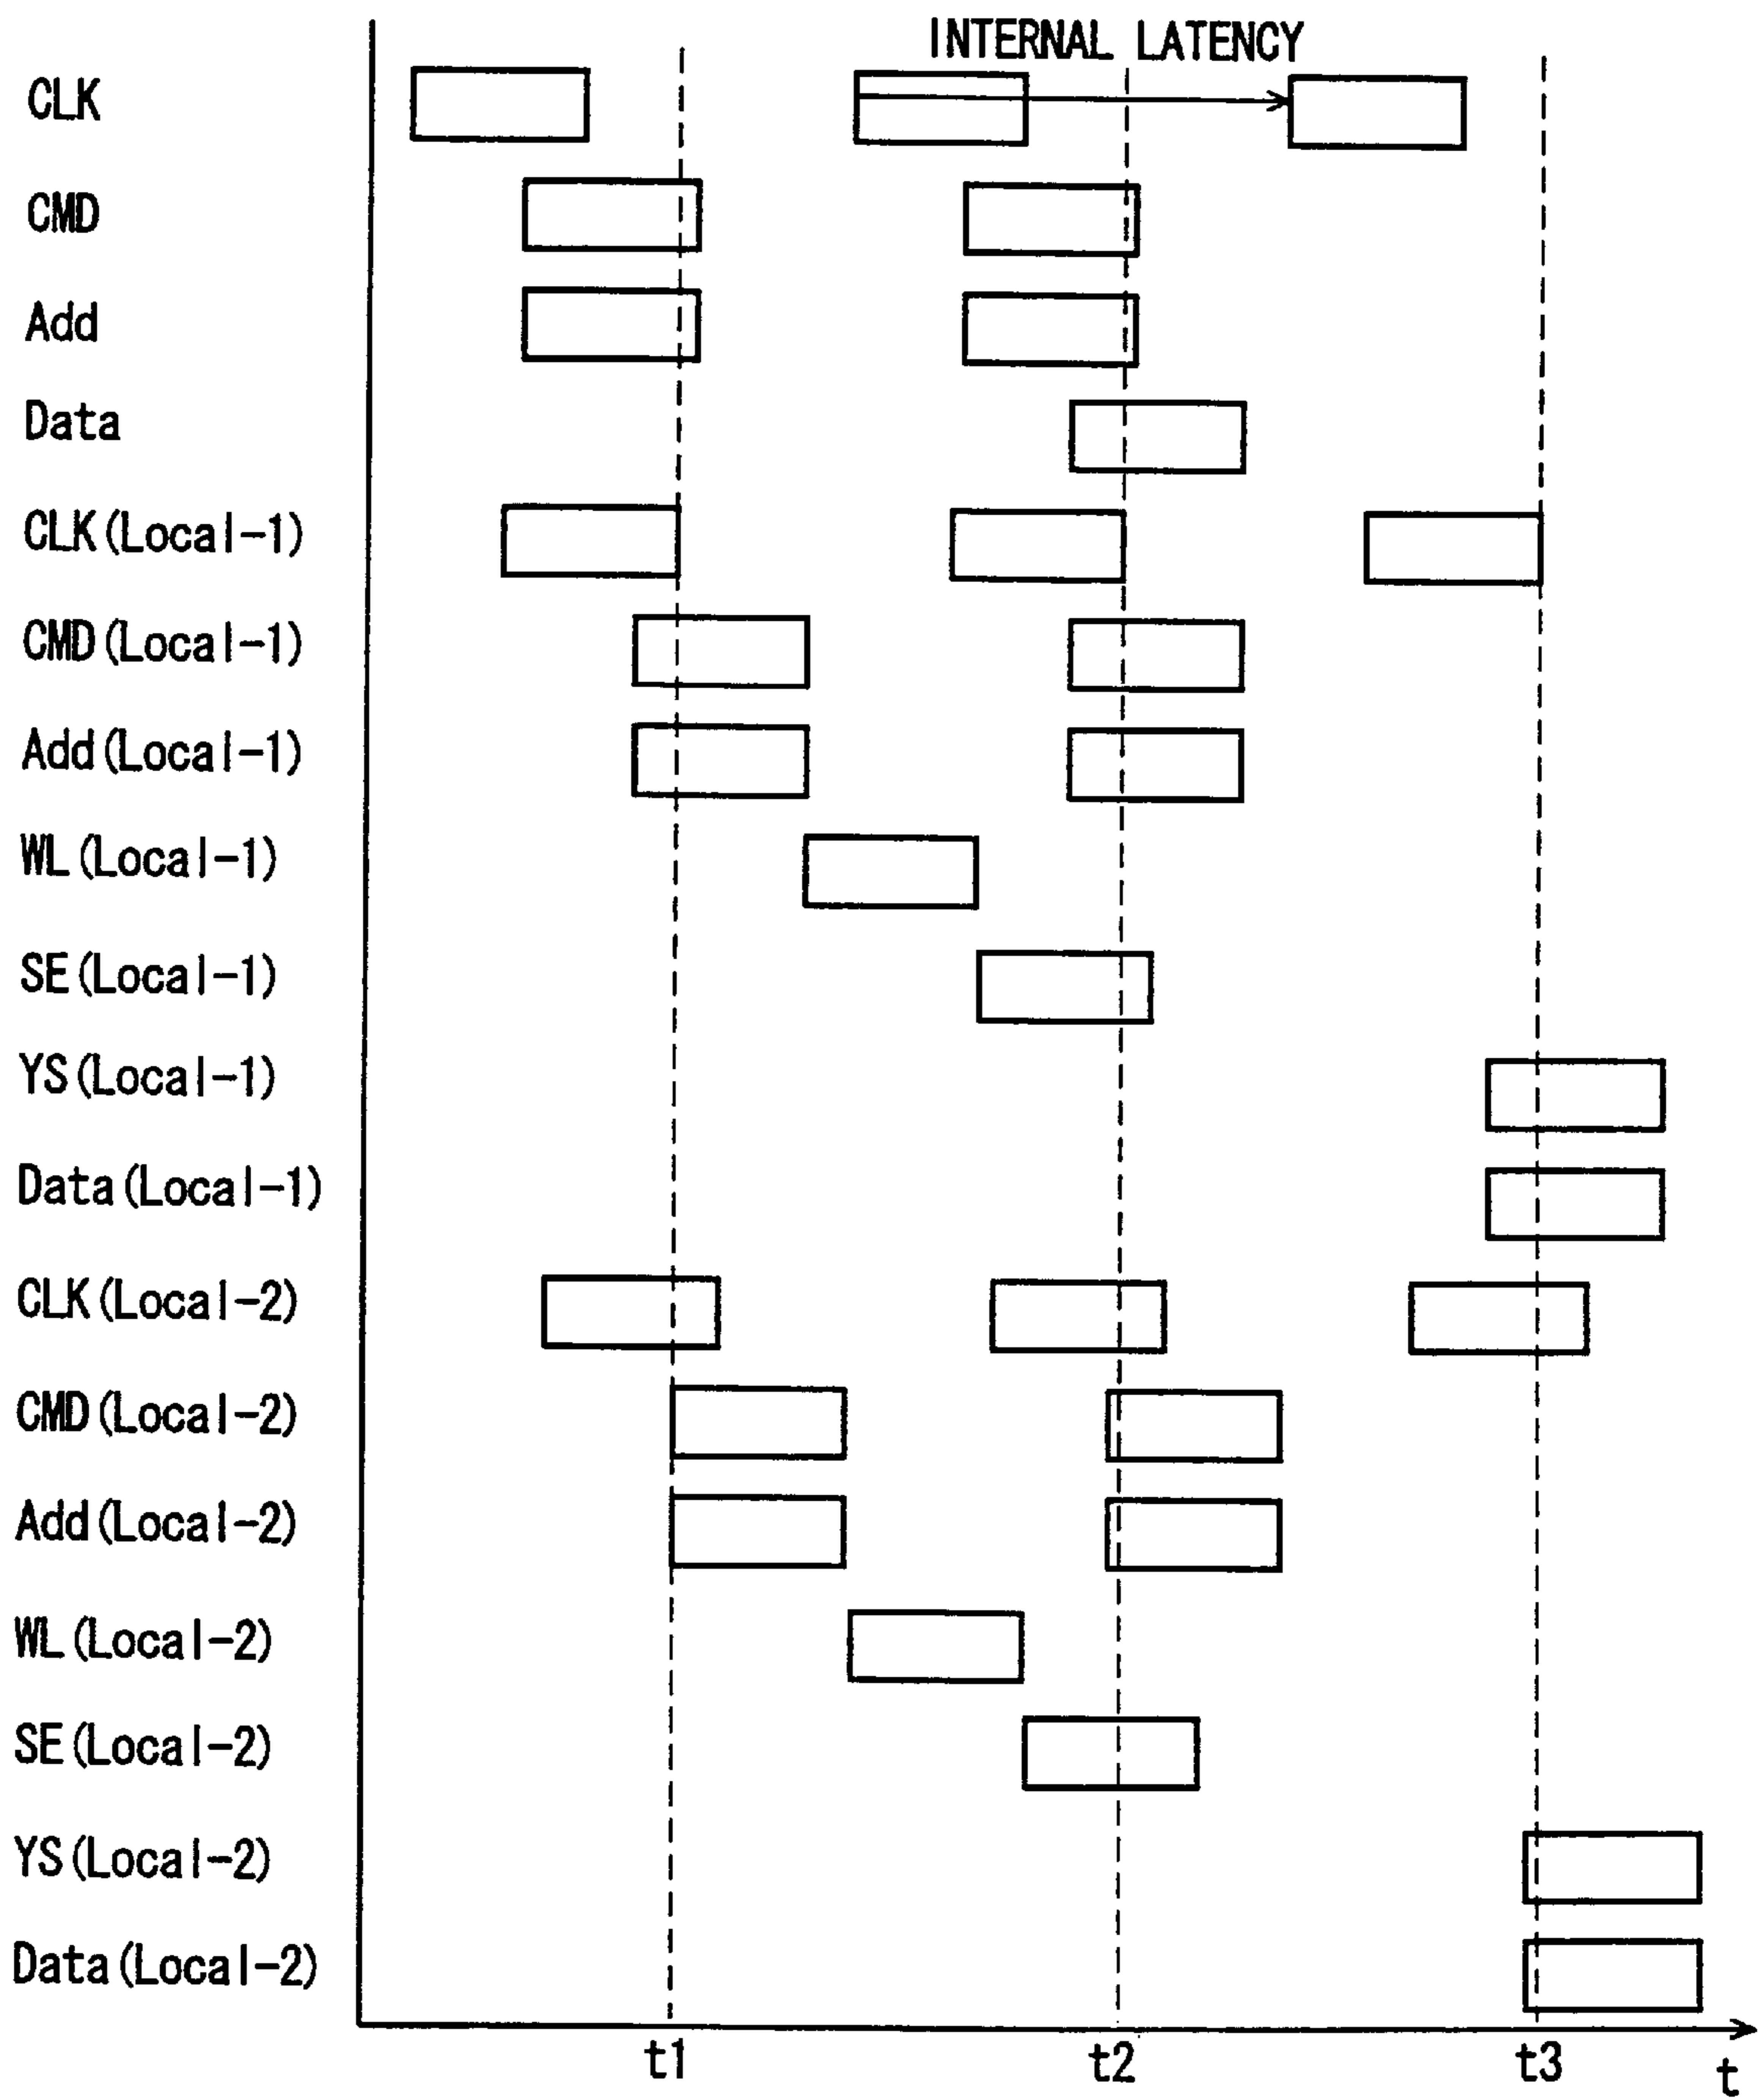 INTERNAL LATENCY
CLK
CMD
Add
Data
CLK(Local-1)
CMD(Local-1)
Add(Local-1)
WL(Local-1)
SE(Local-1)
YS(Local-1)
Data(Local-1)
CLK(Local-2)
CMD(Local-2)
Add(Local-2)
WL(Local-2)
SE(Local-2)
YS(Local-2)
Data(Local-2)
t1 t2 t3 t